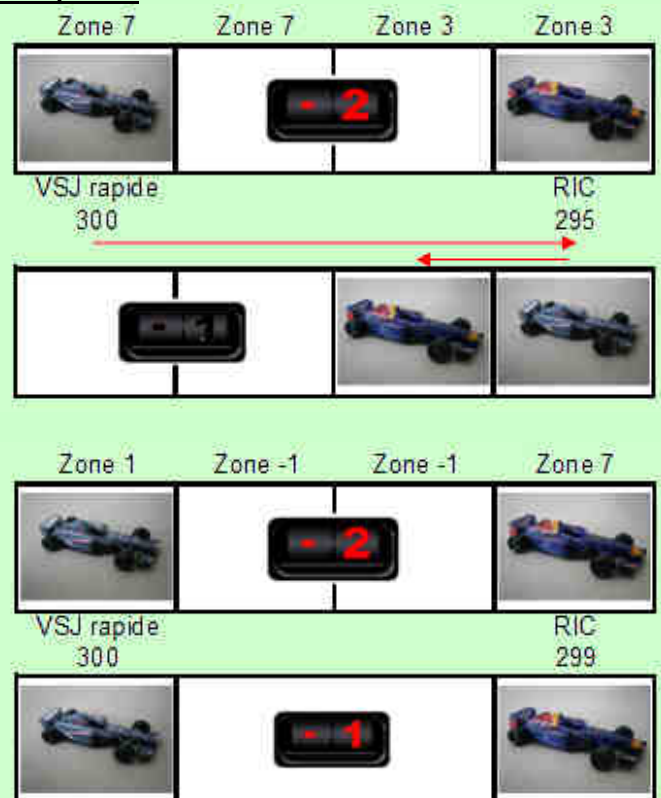 Zone 7 Zone 7 Zone 3 Zone 3
- 2
VSJ rapide RIC
300 295
-
Zone 1 Zone -1 Zone -1 Zone 7
- 2
VSJ rapide RIC
300 299
- 1